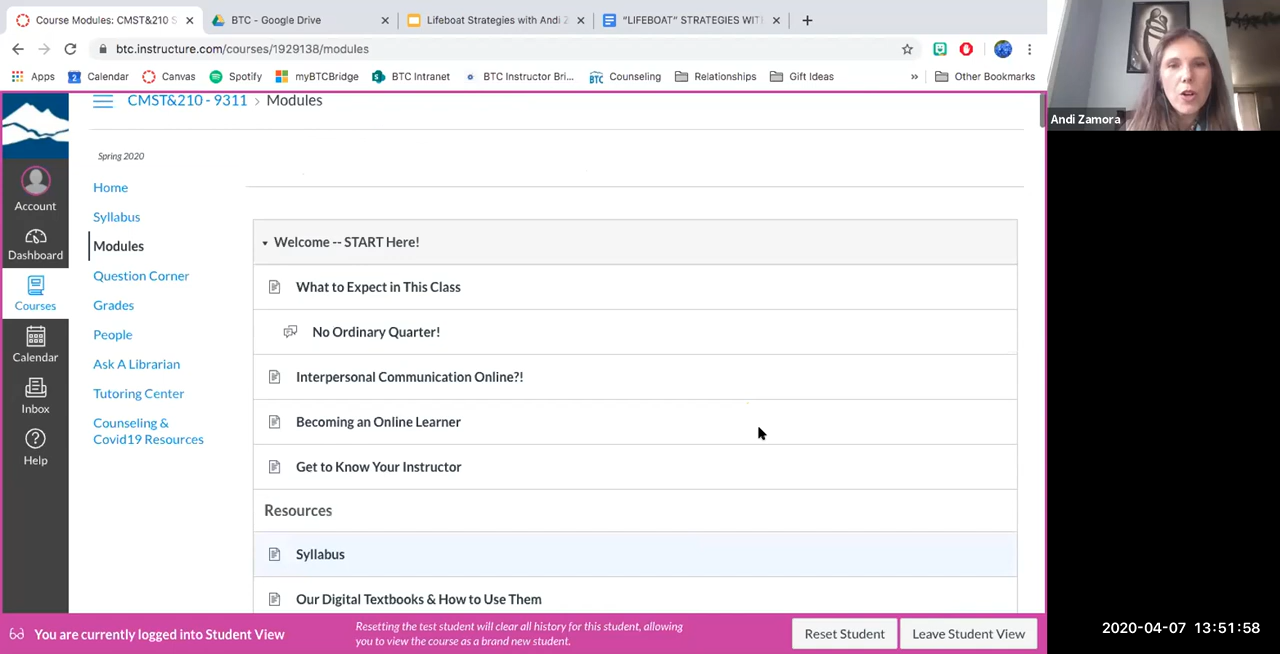 Course Modules: CMST&210 S
BTC - Google Drive
Lifeboat Strategies with Andi Z
"LIFEBOAT" STRATEGIES WIT
btc.instructure.com/courses/1929138/modules
Apps
Calendar
Canvas
Spotify
myBTCBridge
BTC Intranet
BTC Instructor Bri...
BTC
Counseling
Relationships
Gift Ideas
»
Other Bookmarks
CMST&210 - 9311 › Modules
Spring 2020
Account
Dashboard
Courses
Calendar
Inbox
Help
Home
Syllabus
Modules
Question Corner
Grades
People
Ask A Librarian
Tutoring Center
Counseling &
Covid19 Resources
Welcome -- START Here!
What to Expect in This Class
No Ordinary Quarter!
Interpersonal Communication Online?!
Becoming an Online Learner
Get to Know Your Instructor
Resources
Syllabus
Our Digital Textbooks & How to Use Them
You are currently logged into Student View
Resetting the test student will clear all history for this student, allowing
you to view the course as a brand new student.
Reset Student
Leave Student View
Andi Zamora
2020-04-07 13:51:58